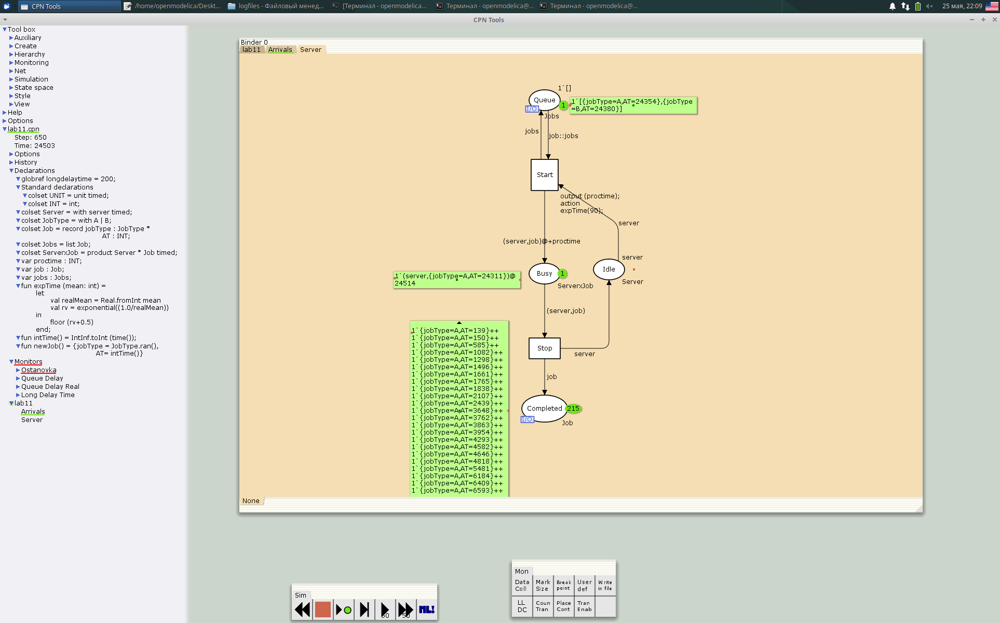 CPN Tools
/home/openmodelica/Deskt...
logfiles - Файловый менед...
[Терминал - openmodelica...
Терминал - openmodelica@...
Терминал - openmodelica@...
25 мая, 22:09
CPN Tools
Tool box
Auxiliary
Create
Hierarchy
Monitoring
Net
Simulation
State space
Style
View
Help
Options
lab11.cpn
Step: 650
Time: 24503
Options
History
Declarations
globref longdelaytime = 200;
Standard declarations
colset UNIT = unit timed;
colset INT = int;
colset Server = with server timed;
colset JobType = with A | B;
colset Job = record jobType : JobType *
AT : INT;
colset Jobs = list Job;
colset ServerxJob = product Server * Job timed;
var proctime : INT;
var job : Job;
var jobs : Jobs;
fun expTime (mean: int) =
let
val realMean = Real.fromInt mean
val rv = exponential((1.0/realMean))
in
floor (rv+0.5)
end;
fun intTime() = IntInf.toInt (time());
fun newJob() = {jobType = JobType.ran(),
AT= intTime()}
Monitors
Ostanovka
Queue Delay
Queue Delay Real
Long Delay Time
lab11
Arrivals
Server
Binder 0
lab11 Arrivals Server
1`[]
Queue
I/O
1
1`[{jobType=A,AT=24354},{jobType
=B,AT=24380}]
Jobs
jobs
job::jobs
Start
output (proctime);
action
expTime(90);
server
(server,job)@+proctime
server
Idle
Server
Busy
1
ServerxJob
1`(server,{jobType=A,AT=24311})@
24514
(server,job)
Stop
server
job
Completed
215
I/O
Job
1`{jobType=A,AT=139}++
1`{jobType=A,AT=150}++
1`{jobType=A,AT=585}++
1`{jobType=A,AT=1082}++
1`{jobType=A,AT=1298}++
1`{jobType=A,AT=1496}++
1`{jobType=A,AT=1661}++
1`{jobType=A,AT=1765}++
1`{jobType=A,AT=1838}++
1`{jobType=A,AT=2107}++
1`{jobType=A,AT=2439}++
1`{jobType=A,AT=3648}++
1`{jobType=A,AT=3762}++
1`{jobType=A,AT=3863}++
1`{jobType=A,AT=3954}++
1`{jobType=A,AT=4293}++
1`{jobType=A,AT=4582}++
1`{jobType=A,AT=4646}++
1`{jobType=A,AT=4818}++
1`{jobType=A,AT=5481}++
1`{jobType=A,AT=6184}++
1`{jobType=A,AT=6409}++
1`{jobType=A,AT=6593}++
None
Sim
50
ML!
Mon
Data Coll
Mark Size
Break point
User def
Write in file
LL DC
Coun Tran
Place Cont
Tran Enab